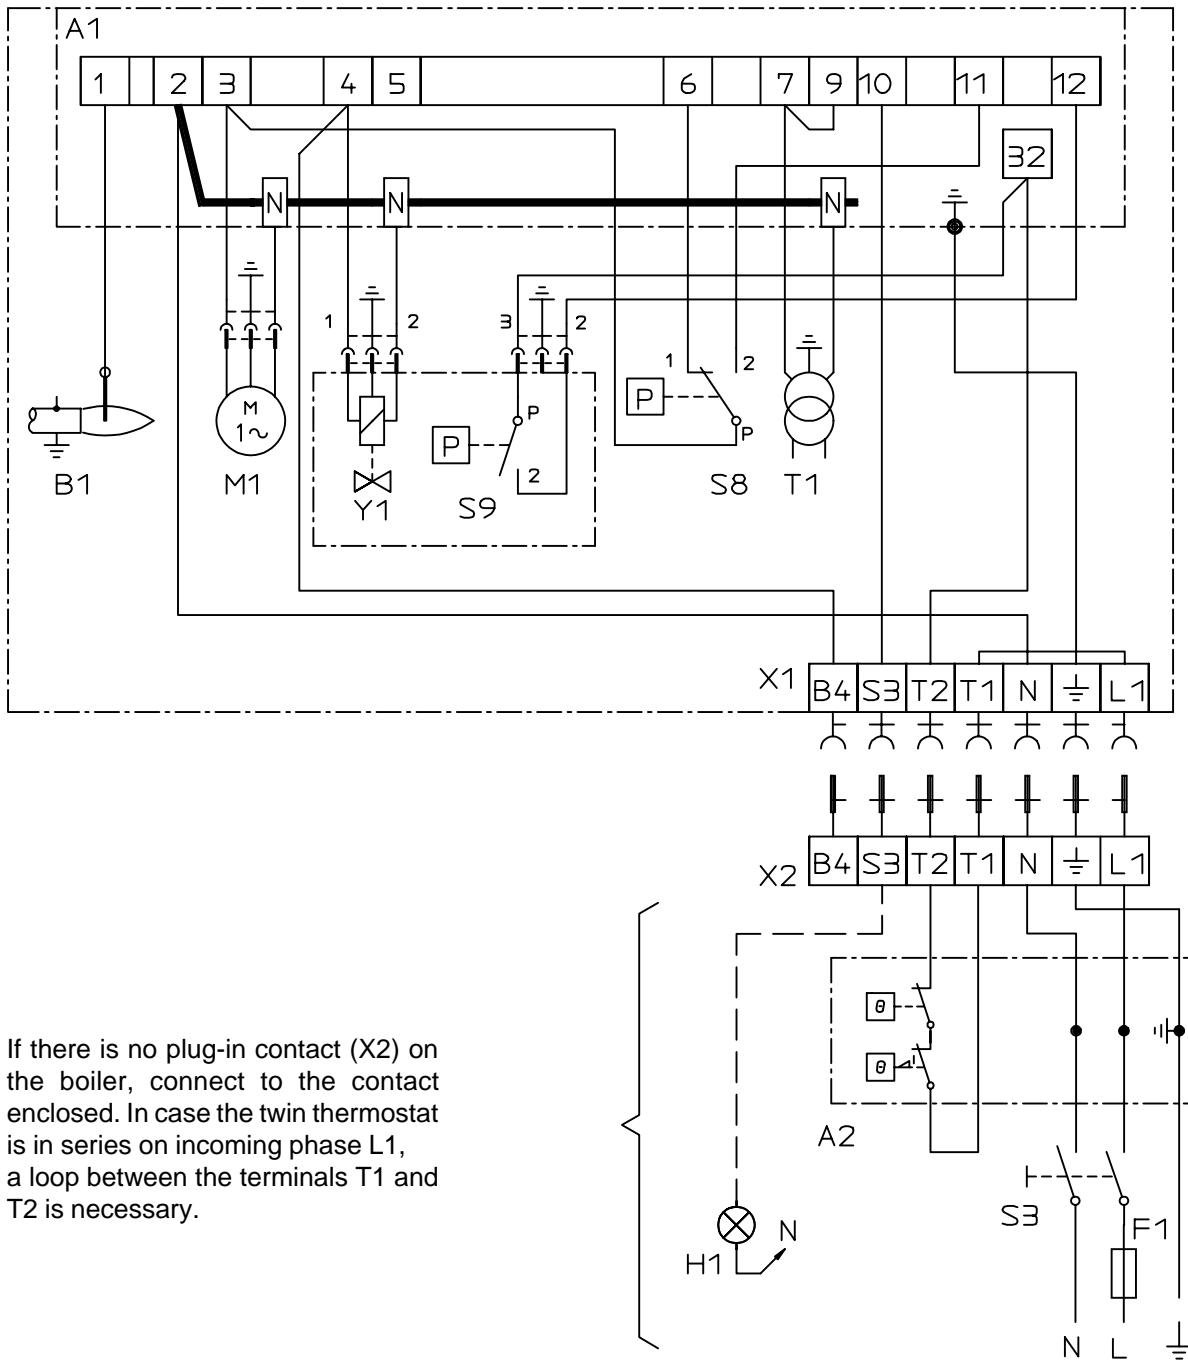 A1
1 2 3 4 5 6 7 9 10 11 12
32
N N N
1 2 3 2
1 2
M
1~
P
P
2
P
P
B1 M1 Y1 S9 S8 T1
X1 B4 S3 T2 T1 N L1
X2 B4 S3 T2 T1 N L1
θ
θ
A2
If there is no plug-in contact (X2) on
the boiler, connect to the contact
enclosed. In case the twin thermostat
is in series on incoming phase L1,
a loop between the terminals T1 and
T2 is necessary.
S3 F1
H1 N
N L